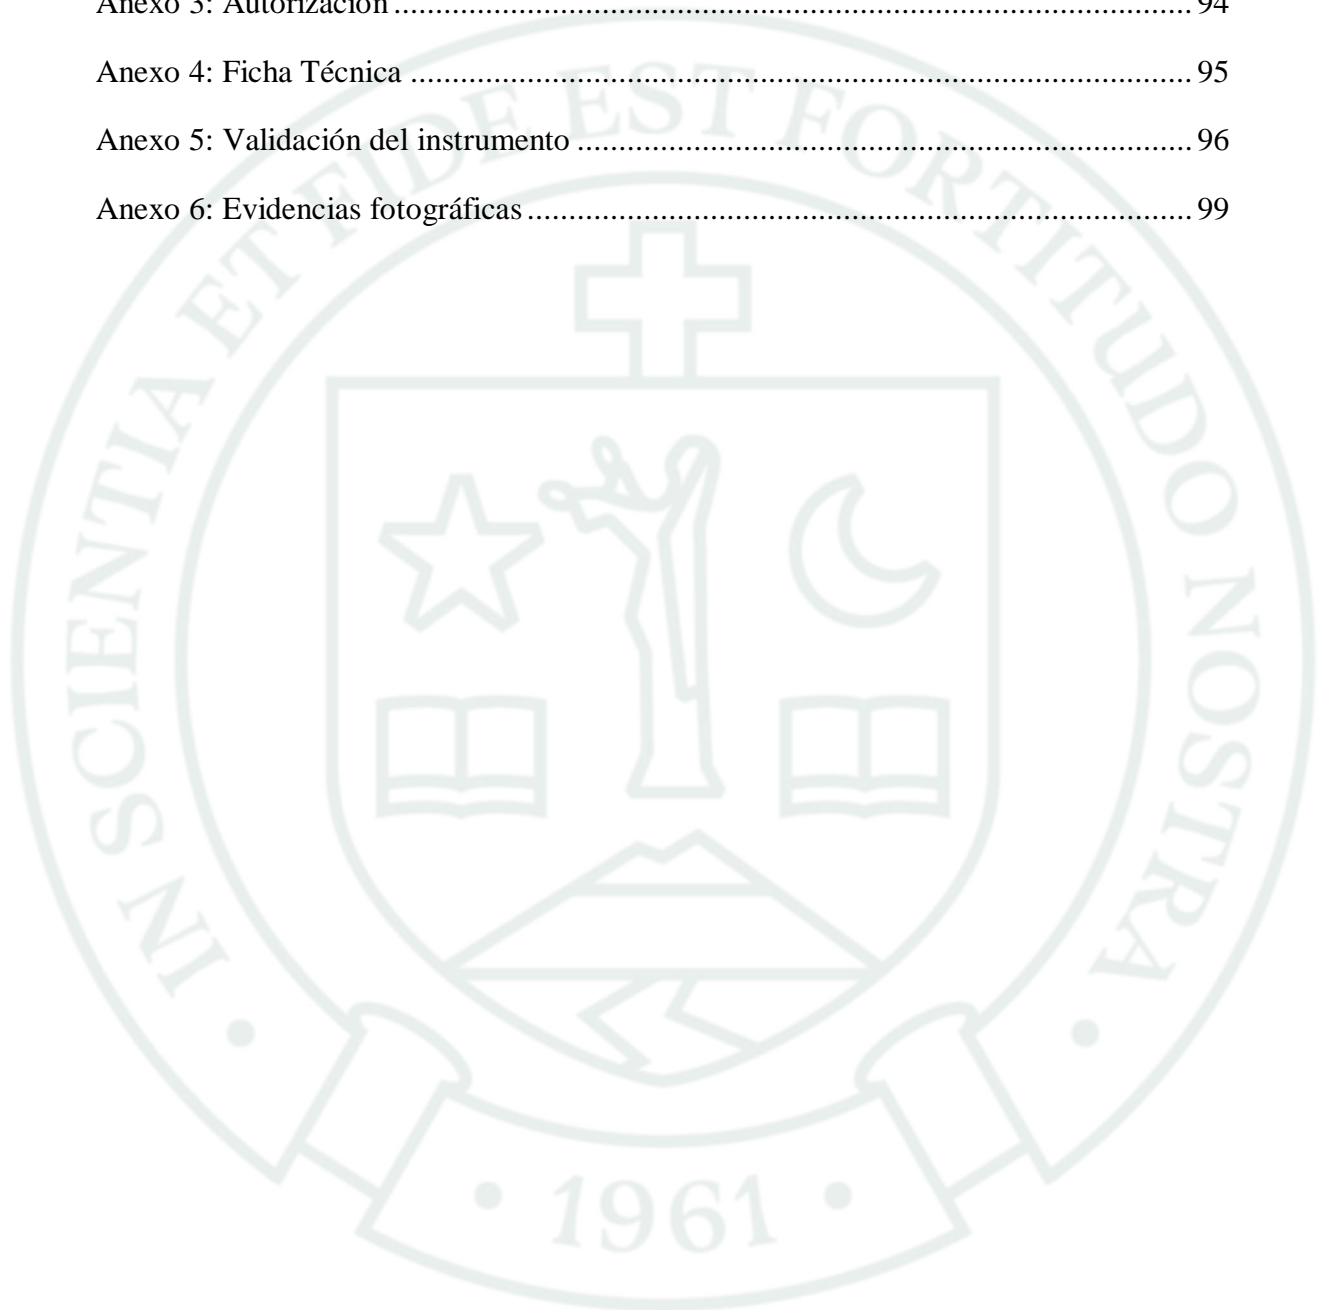 Anexo 3: Autorización ........................................................................................................ 94
Anexo 4: Ficha Técnica ...................................................................................................... 95
Anexo 5: Validación del instrumento ................................................................................. 96
Anexo 6: Evidencias fotográficas ....................................................................................... 99
IN SCIENTIA ET FIDE EST FORTITUDO NOSTRA
• 1961 •